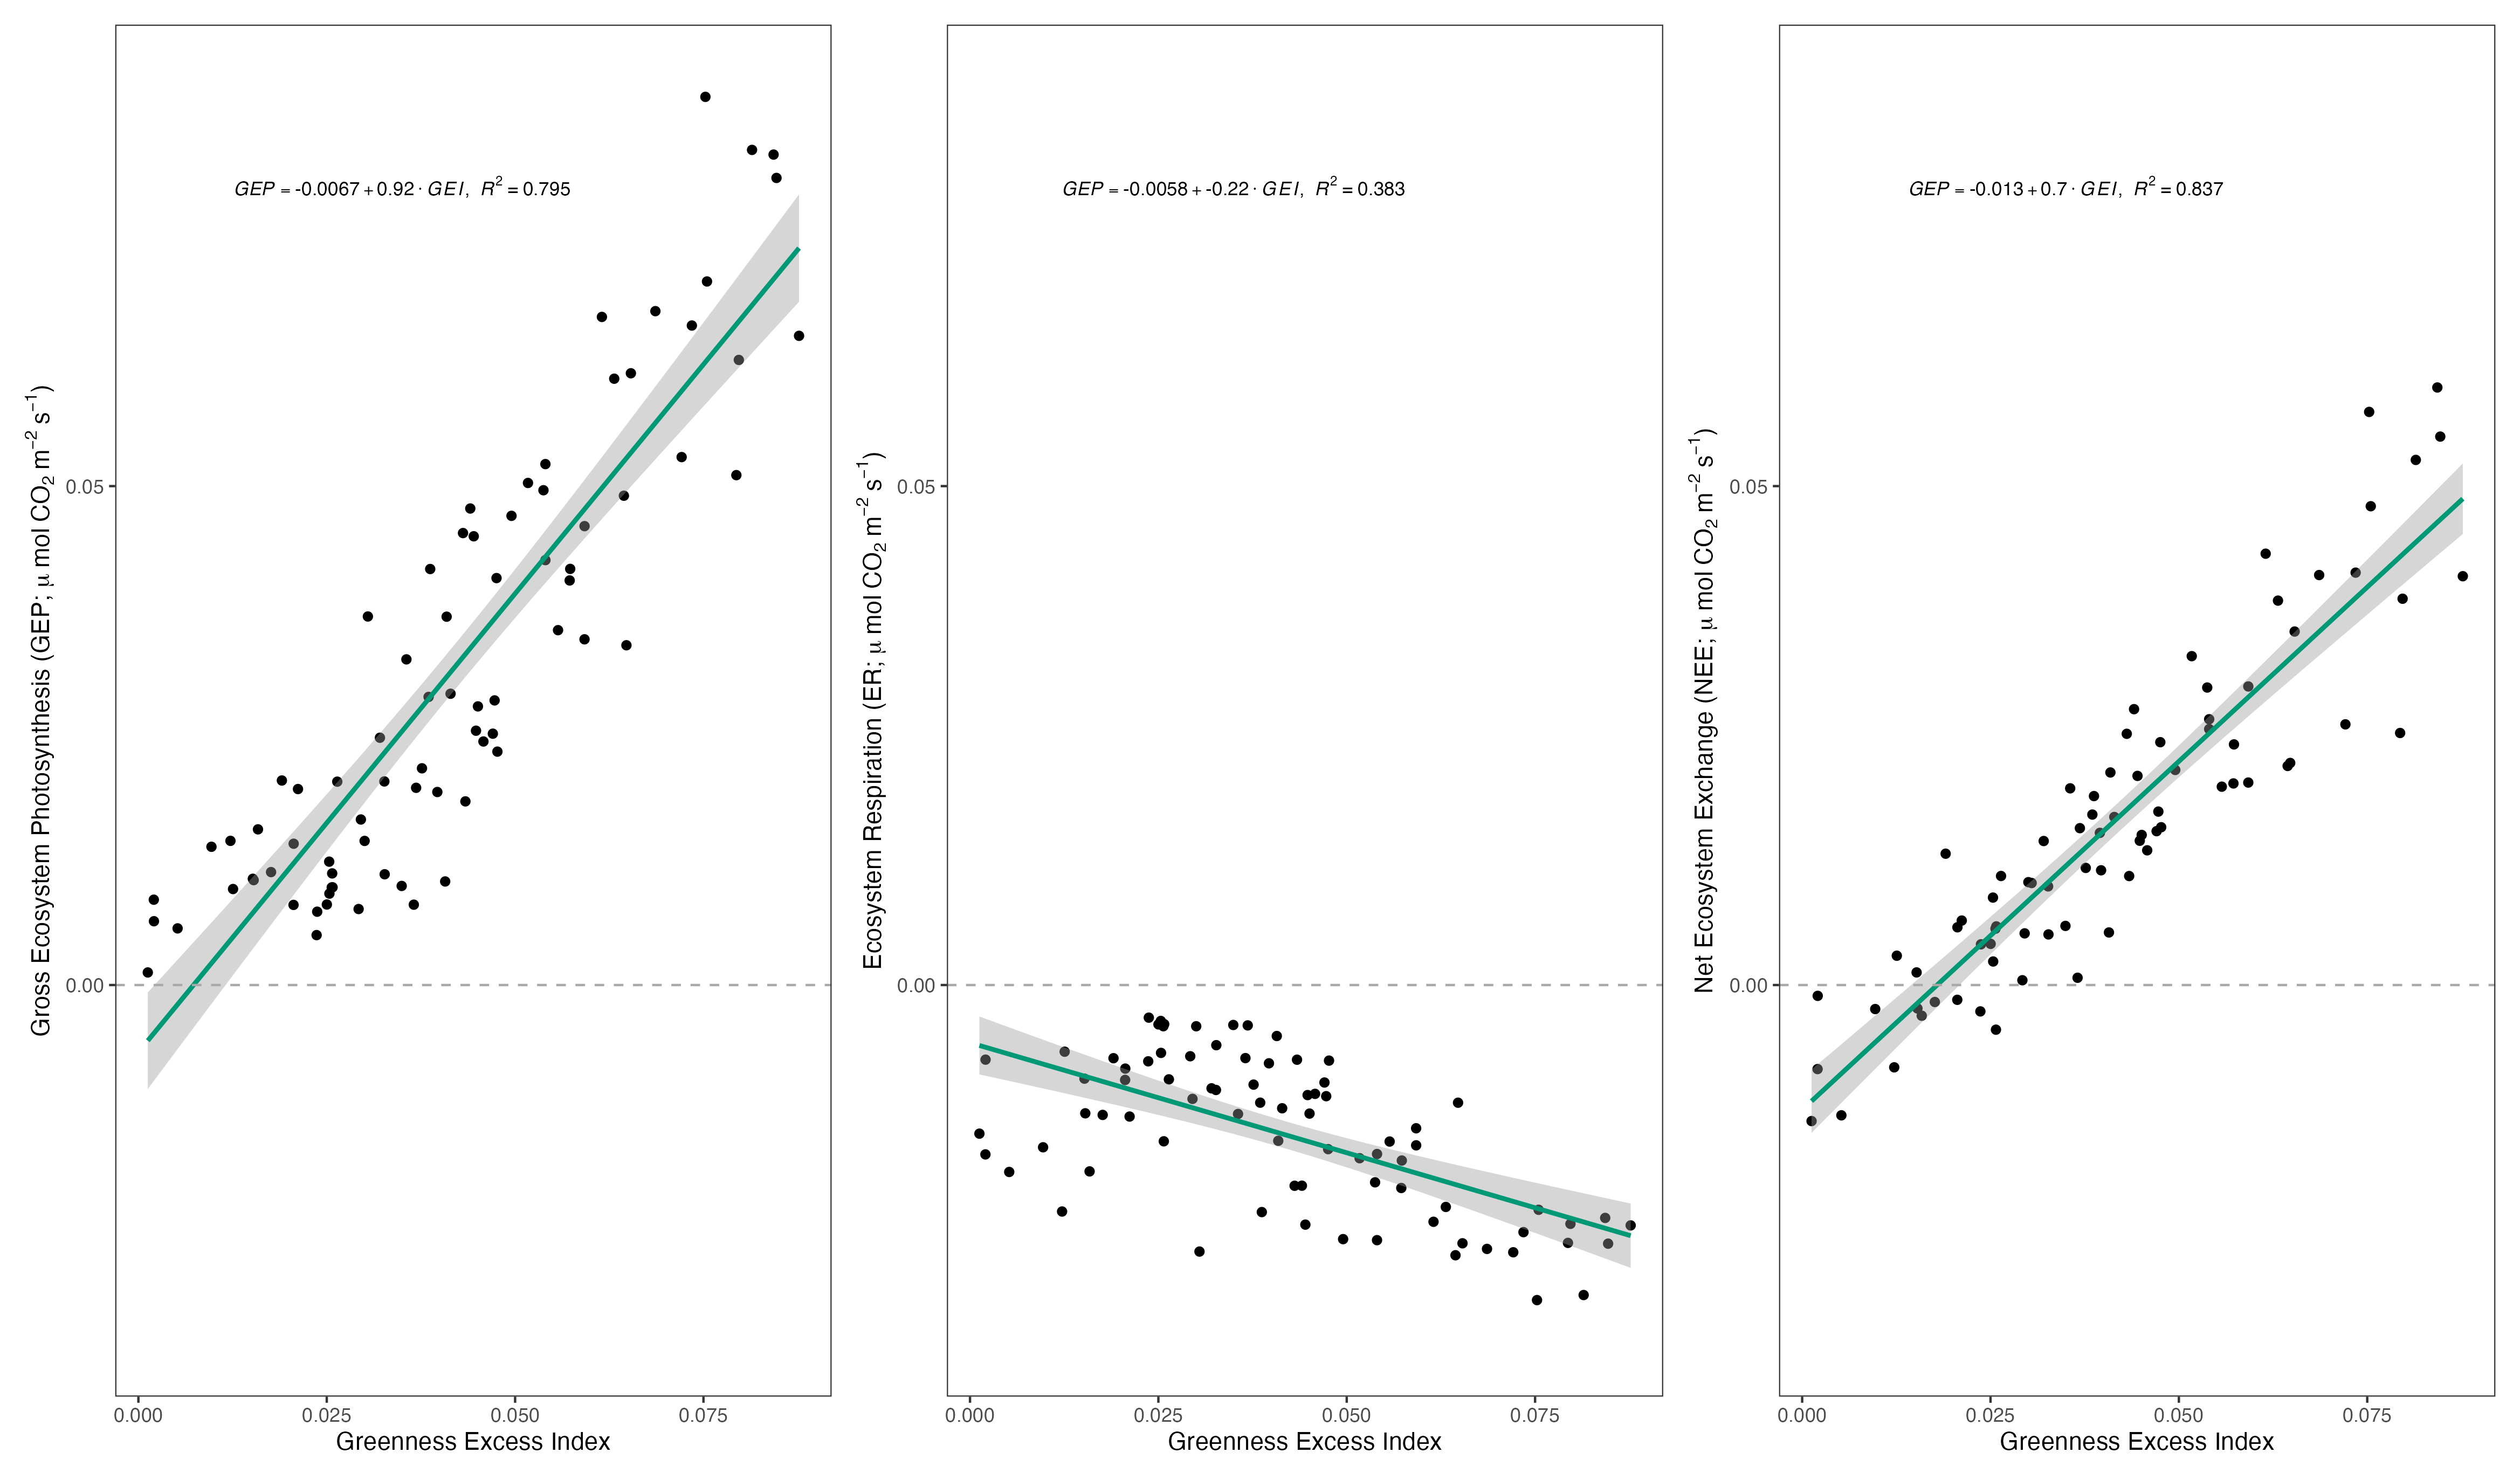 Gross Ecosystem Photosynthesis (GEP; μ mol CO₂ m⁻² s⁻¹)
0.05
0.00
GEP = -0.0067 + 0.92 · GEI, R² = 0.795
0.000 0.025 0.050 0.075
Greenness Excess Index
Ecosystem Respiration (ER; μ mol CO₂ m⁻² s⁻¹)
0.05
0.00
GEP = -0.0058 + -0.22 · GEI, R² = 0.383
0.000 0.025 0.050 0.075
Greenness Excess Index
Net Ecosystem Exchange (NEE; μ mol CO₂ m⁻² s⁻¹)
0.05
0.00
GEP = -0.013 + 0.7 · GEI, R² = 0.837
0.000 0.025 0.050 0.075
Greenness Excess Index